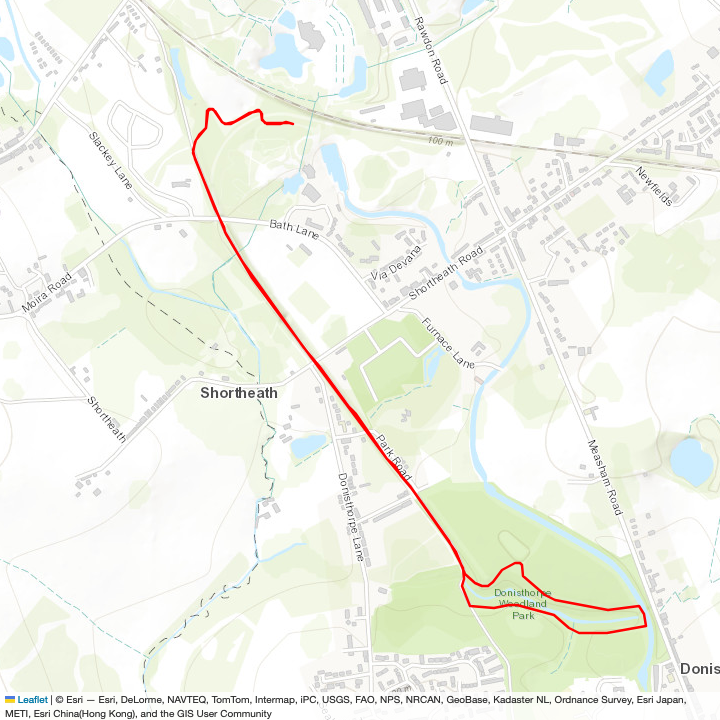 Rawdon Road
100 m
Slackey Lane
Newfields
Bath Lane
Via Devana
Shortheath Road
Moira Road
Furnace Lane
Shortheath
Shortheath
Park Road
Measham Road
Donisthorpe Lane
Donisthorpe
Woodland
Park
Donis
Leaflet | © Esri — Esri, DeLorme, NAVTEQ, TomTom, Intermap, iPC, USGS, FAO, NPS, NRCAN, GeoBase, Kadaster NL, Ordnance Survey, Esri Japan,
METI, Esri China(Hong Kong), and the GIS User Community